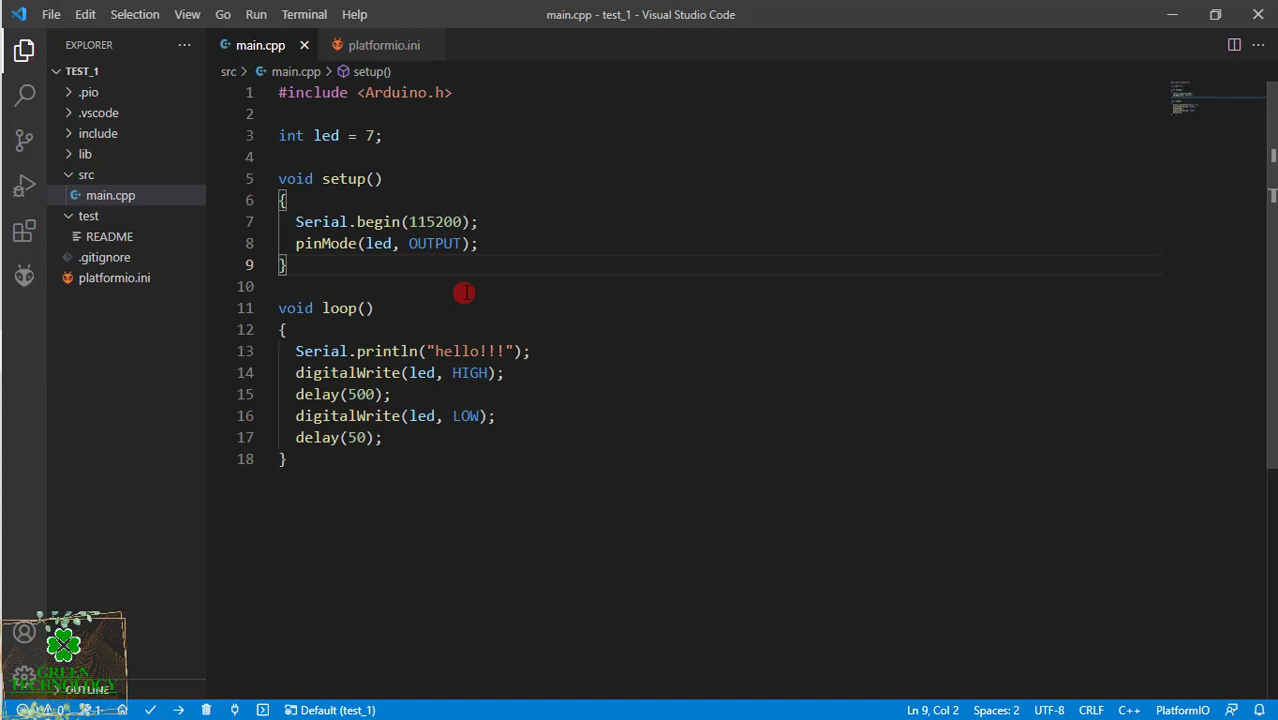 File Edit Selection View Go Run Terminal Help
main.cpp - test_1 - Visual Studio Code
EXPLORER
main.cpp
platformio.ini
TEST_1
.pio
.vscode
include
lib
src
main.cpp
test
README
.gitignore
platformio.ini
src > main.cpp > setup()
1 #include <Arduino.h>
2
3 int led = 7;
4
5 void setup()
6 {
7 Serial.begin(115200);
8 pinMode(led, OUTPUT);
9 }
10
11 void loop()
12 {
13 Serial.println("hello!!!");
14 digitalWrite(led, HIGH);
15 delay(500);
16 digitalWrite(led, LOW);
17 delay(50);
18 }
GREEN
TECHNOLOGY
OUTLINE
Default (test_1)
Ln 9, Col 2 Spaces: 2 UTF-8 CRLF C++ PlatformIO